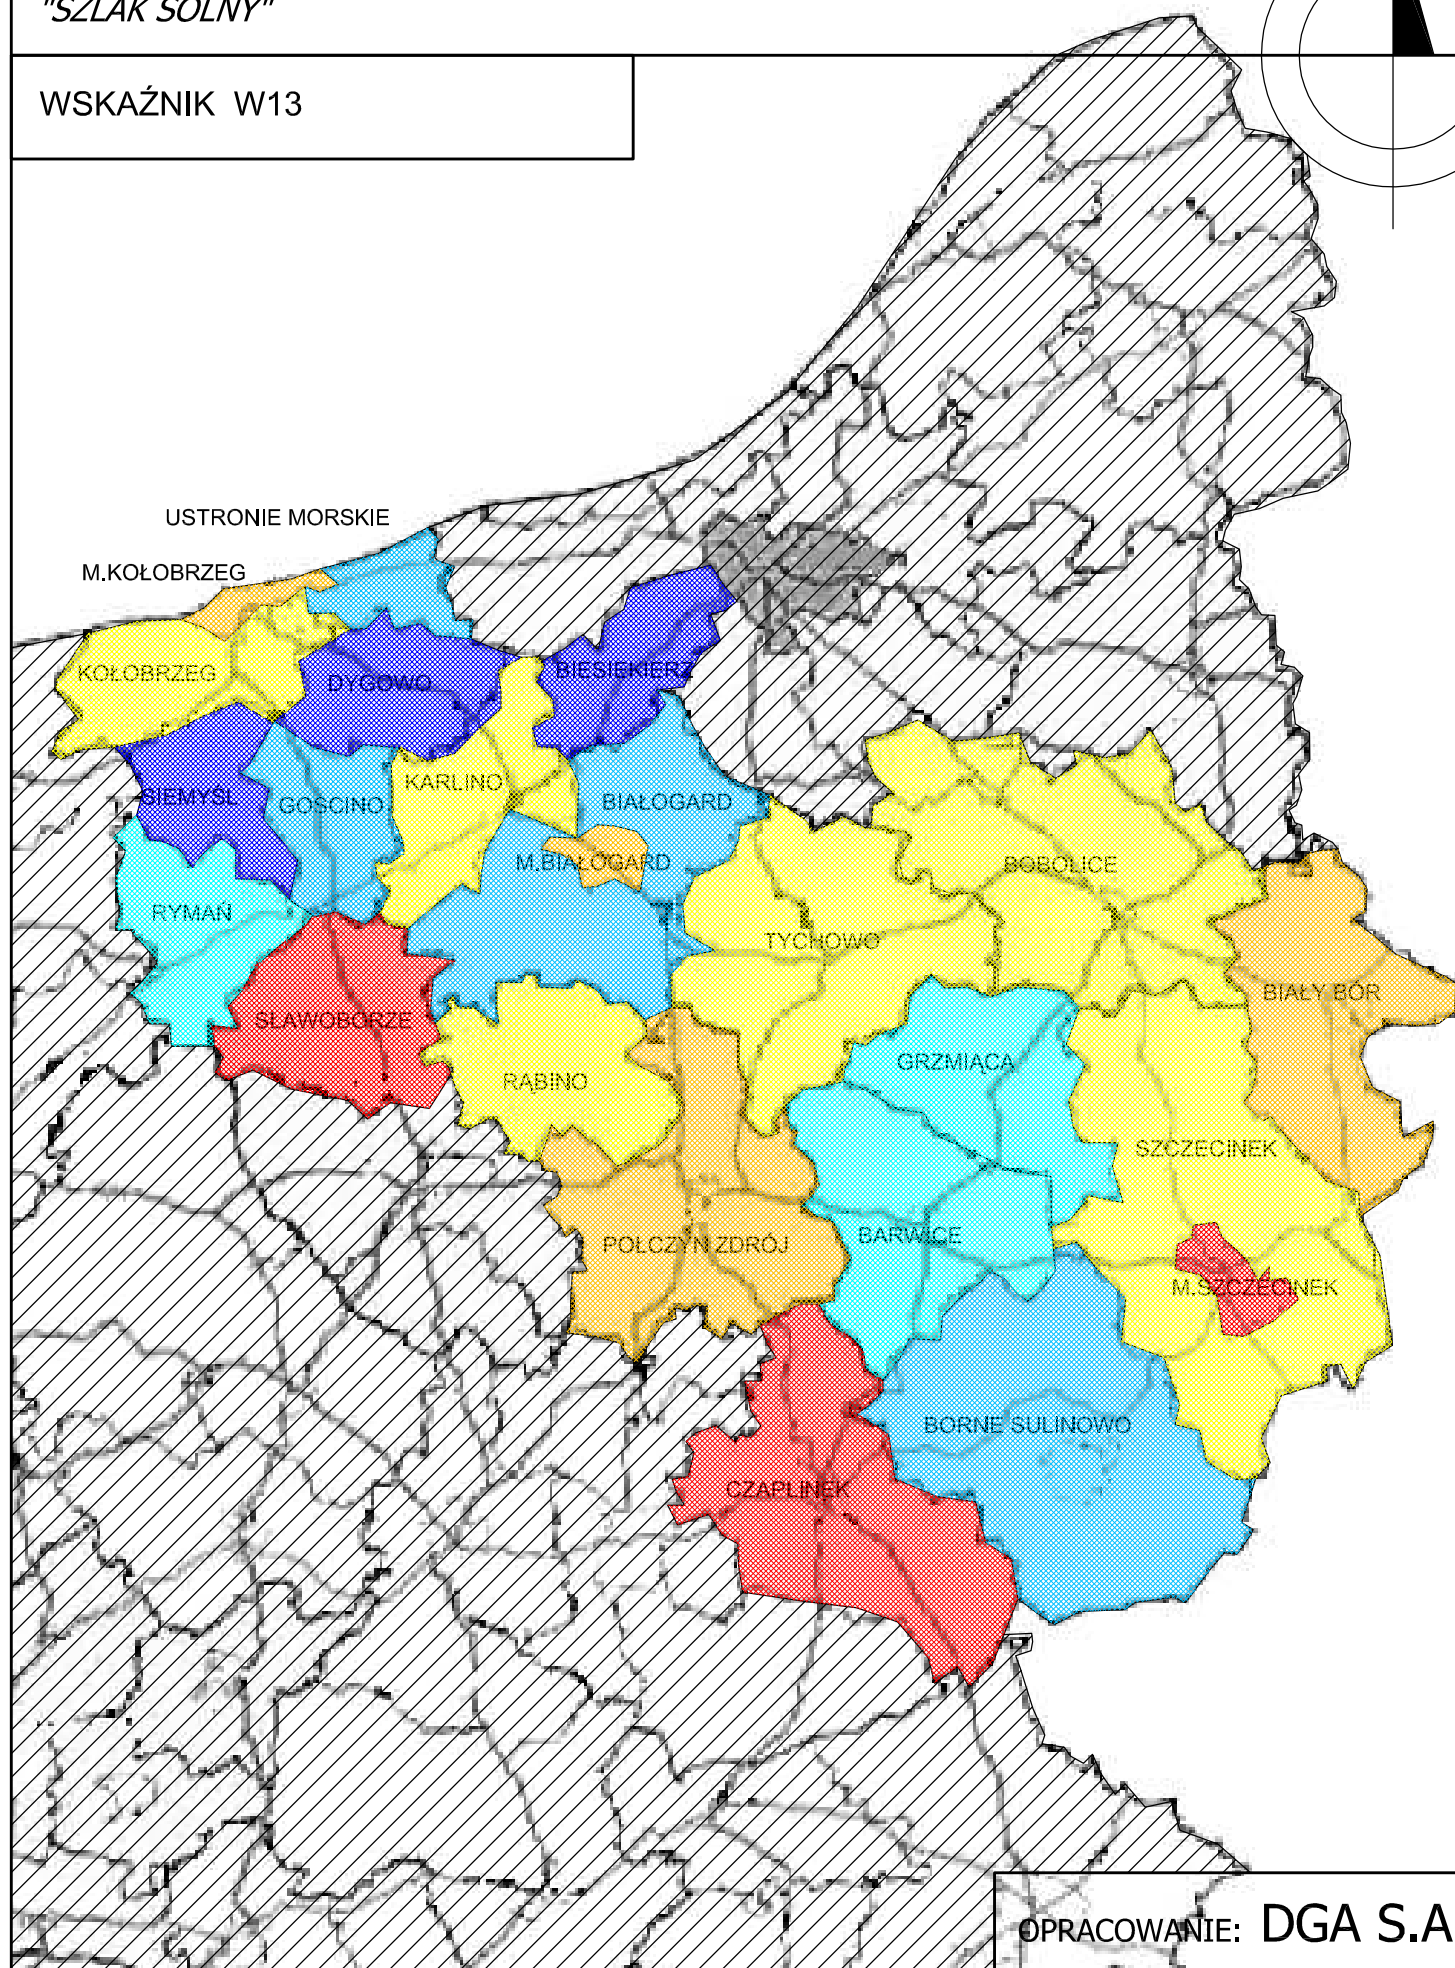 "SZLAK SOLNY"
WSKAŹNIK W13
USTRONIE MORSKIE
M.KOŁOBRZEG
KOŁOBRZEG
DYGOWO
BIESIEKIERZ
SIEMYŚL
GOŚCINO
KARLINO
BIAŁOGARD
M.BIAŁOGARD
BOBOLICE
RYMAŃ
TYCHOWO
BIAŁY BÓR
SŁAWOBORZE
GRZMIĄCA
RĄBINO
SZCZECINEK
POŁCZYN ZDRÓJ
BARWICE
M.SZCZECINEK
BORNE SULINOWO
CZAPLINEK
OPRACOWANIE: DGA S.A